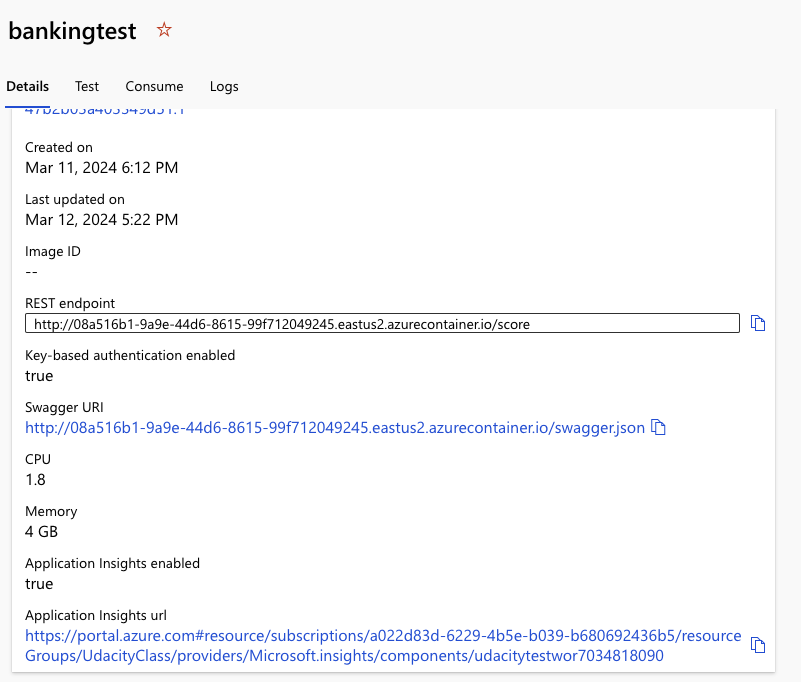 bankingtest
Details Test Consume Logs
47b2b03a403549d51:1
Created on
Mar 11, 2024 6:12 PM
Last updated on
Mar 12, 2024 5:22 PM
Image ID
--
REST endpoint
http://08a516b1-9a9e-44d6-8615-99f712049245.eastus2.azurecontainer.io/score
Key-based authentication enabled
true
Swagger URI
http://08a516b1-9a9e-44d6-8615-99f712049245.eastus2.azurecontainer.io/swagger.json
CPU
1.8
Memory
4 GB
Application Insights enabled
true
Application Insights url
https://portal.azure.com#resource/subscriptions/a022d83d-6229-4b5e-b039-b680692436b5/resource
Groups/UdacityClass/providers/Microsoft.insights/components/udacitytestwor7034818090